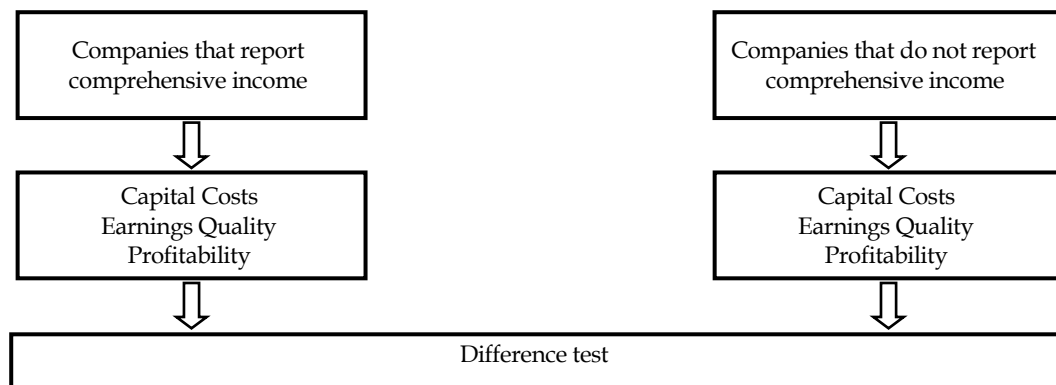 Companies that report
comprehensive income
Companies that do not report
comprehensive income
Capital Costs
Earnings Quality
Profitability
Capital Costs
Earnings Quality
Profitability
Difference test